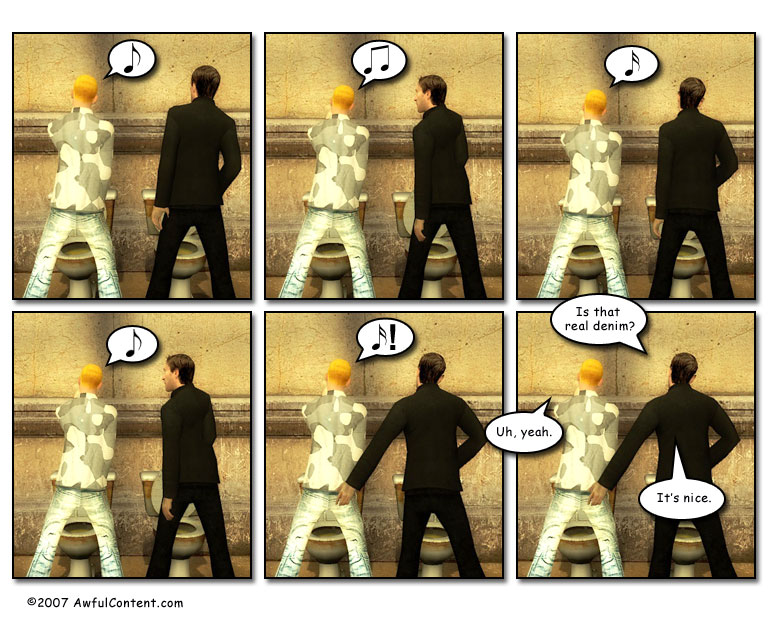 !
Is that
real denim?
Uh, yeah.
It's nice.
©2007 AwfulContent.com